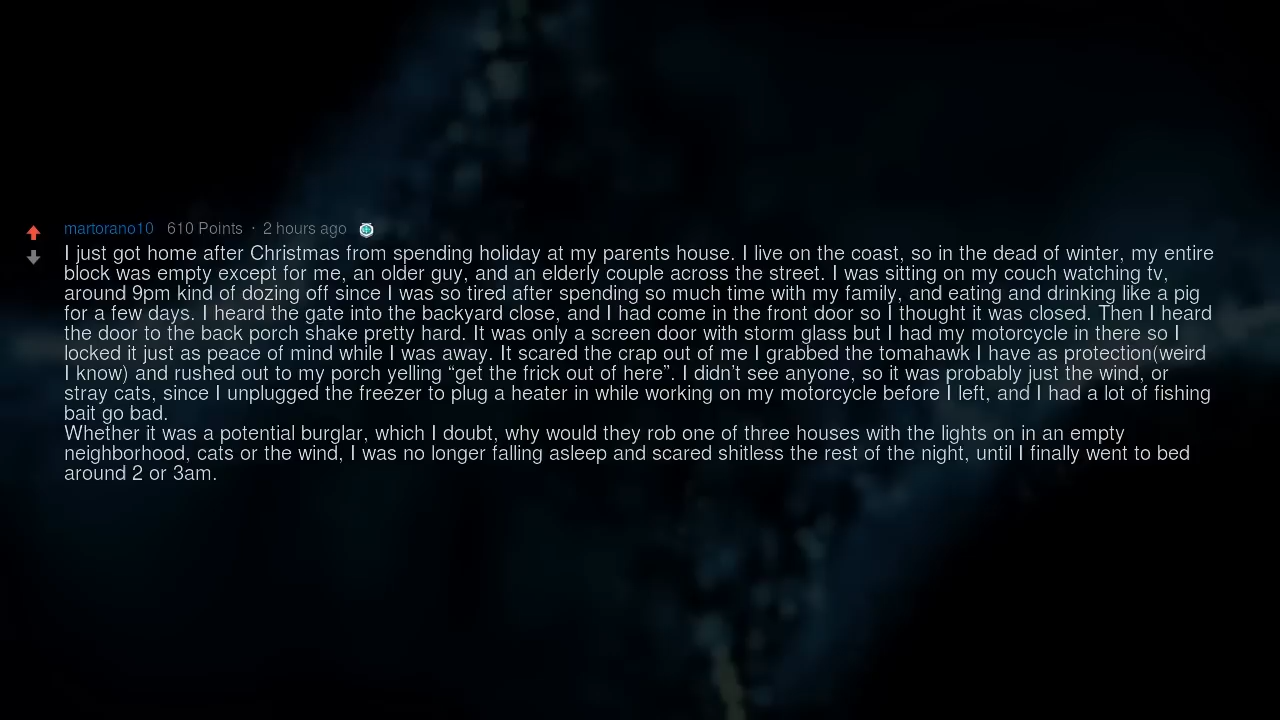 martorano10 610 Points · 2 hours ago
I just got home after Christmas from spending holiday at my parents house. I live on the coast, so in the dead of winter, my entire
block was empty except for me, an older guy, and an elderly couple across the street. I was sitting on my couch watching tv,
around 9pm kind of dozing off since I was so tired after spending so much time with my family, and eating and drinking like a pig
for a few days. I heard the gate into the backyard close, and I had come in the front door so I thought it was closed. Then I heard
the door to the back porch shake pretty hard. It was only a screen door with storm glass but I had my motorcycle in there so I
locked it just as peace of mind while I was away. It scared the crap out of me I grabbed the tomahawk I have as protection(weird
I know) and rushed out to my porch yelling “get the frick out of here”. I didn’t see anyone, so it was probably just the wind, or
stray cats, since I unplugged the freezer to plug a heater in while working on my motorcycle before I left, and I had a lot of fishing
bait go bad.
Whether it was a potential burglar, which I doubt, why would they rob one of three houses with the lights on in an empty
neighborhood, cats or the wind, I was no longer falling asleep and scared shitless the rest of the night, until I finally went to bed
around 2 or 3am.